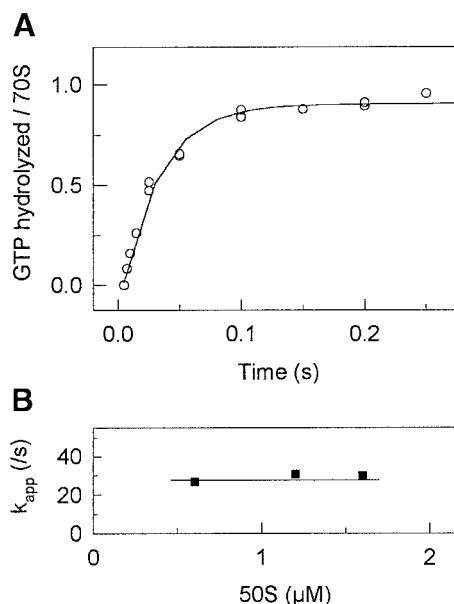 A
GTP hydrolyzed / 70S
1.0
0.5
0.0
0.0 0.1 0.2
Time (s)
B
k_app (/s)
40
20
0
0 1 2
50S (μM)